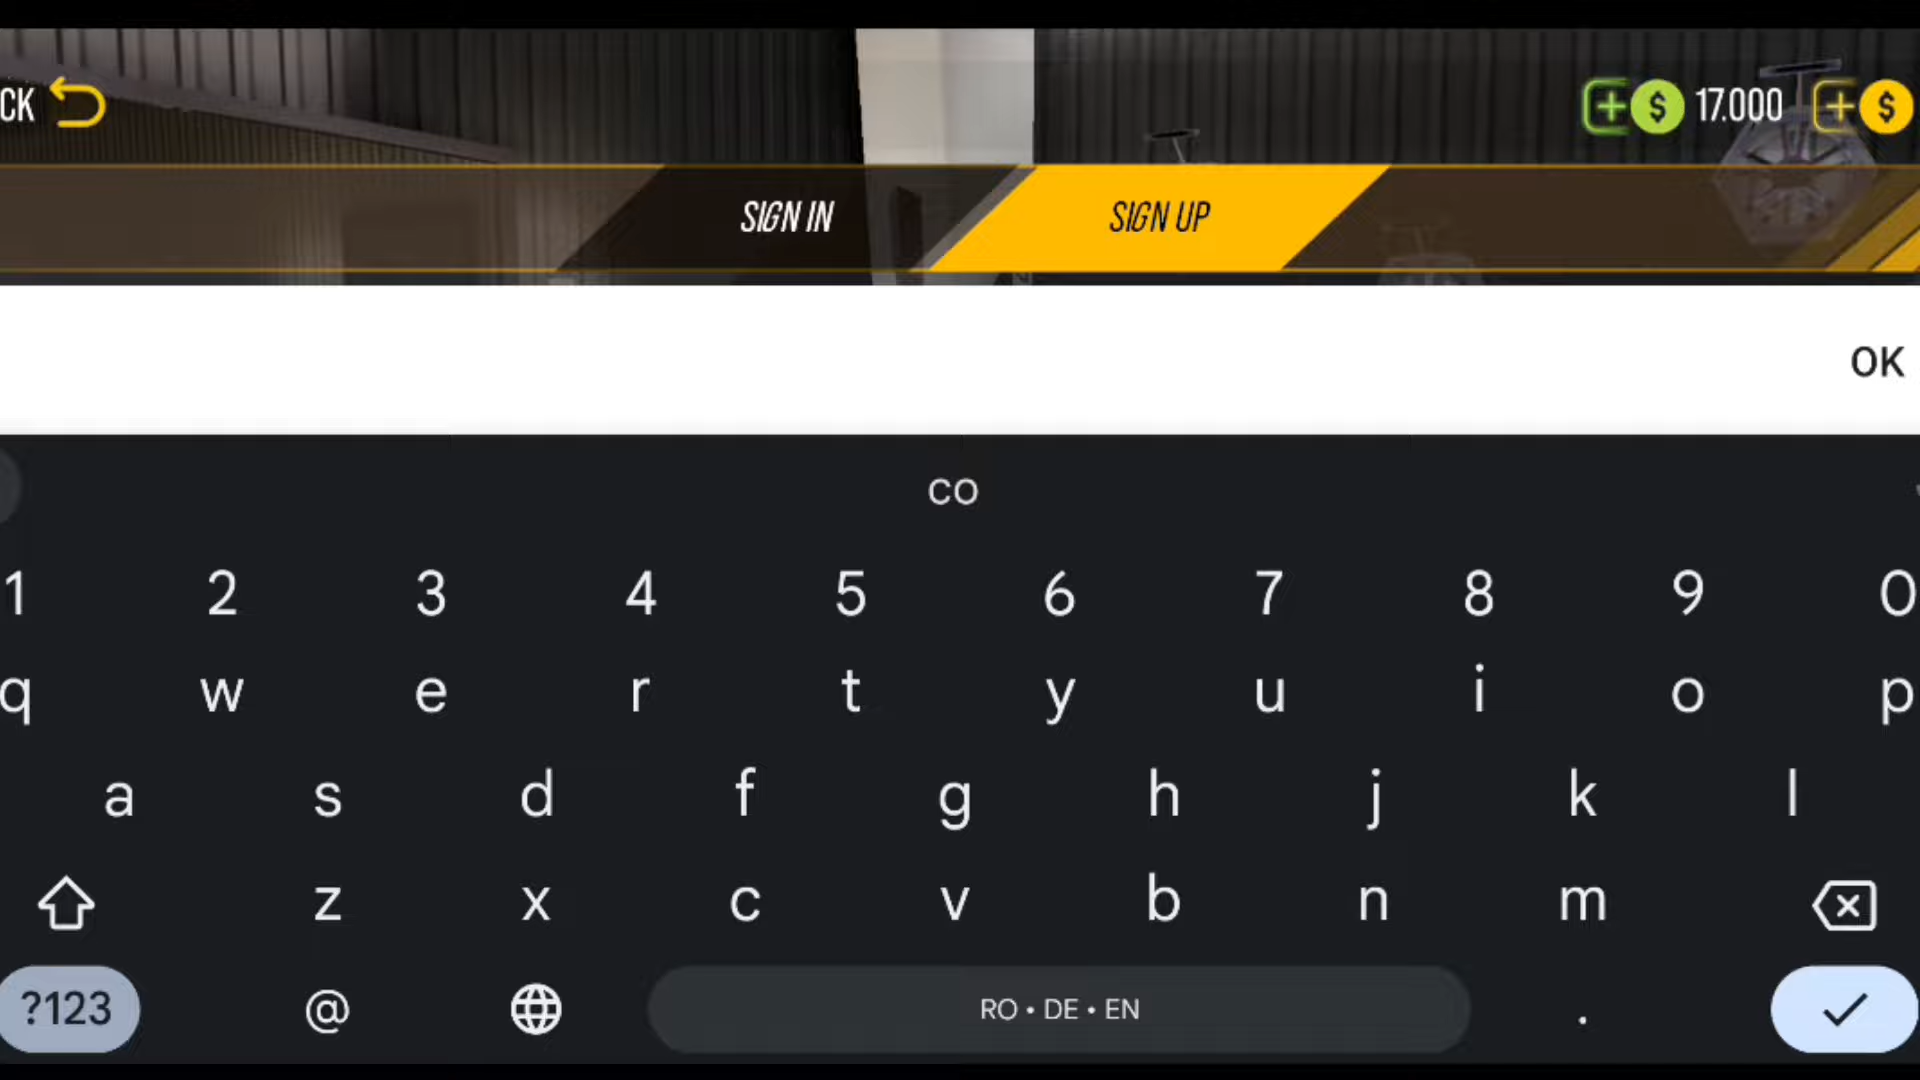 CK
$ 17.000 $
SIGN IN
SIGN UP
OK
co
1 2 3 4 5 6 7 8 9 0
q w e r t y u i o p
a s d f g h j k l
z x c v b n m
?123 @ RO • DE • EN .